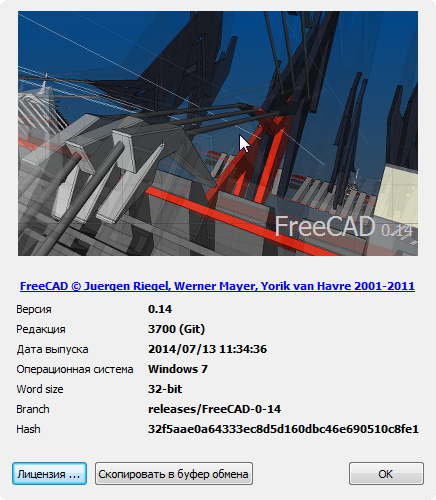 FreeCAD 0.14
FreeCAD © Juergen Riegel, Werner Mayer, Yorik van Havre 2001-2011
Версия 0.14
Редакция 3700 (Git)
Дата выпуска 2014/07/13 11:34:36
Операционная система Windows 7
Word size 32-bit
Branch releases/FreeCAD-0-14
Hash 32f5aae0a64333ec8d5d160dbc46e690510c8fe1
Лицензия ... Скопировать в буфер обмена ОК